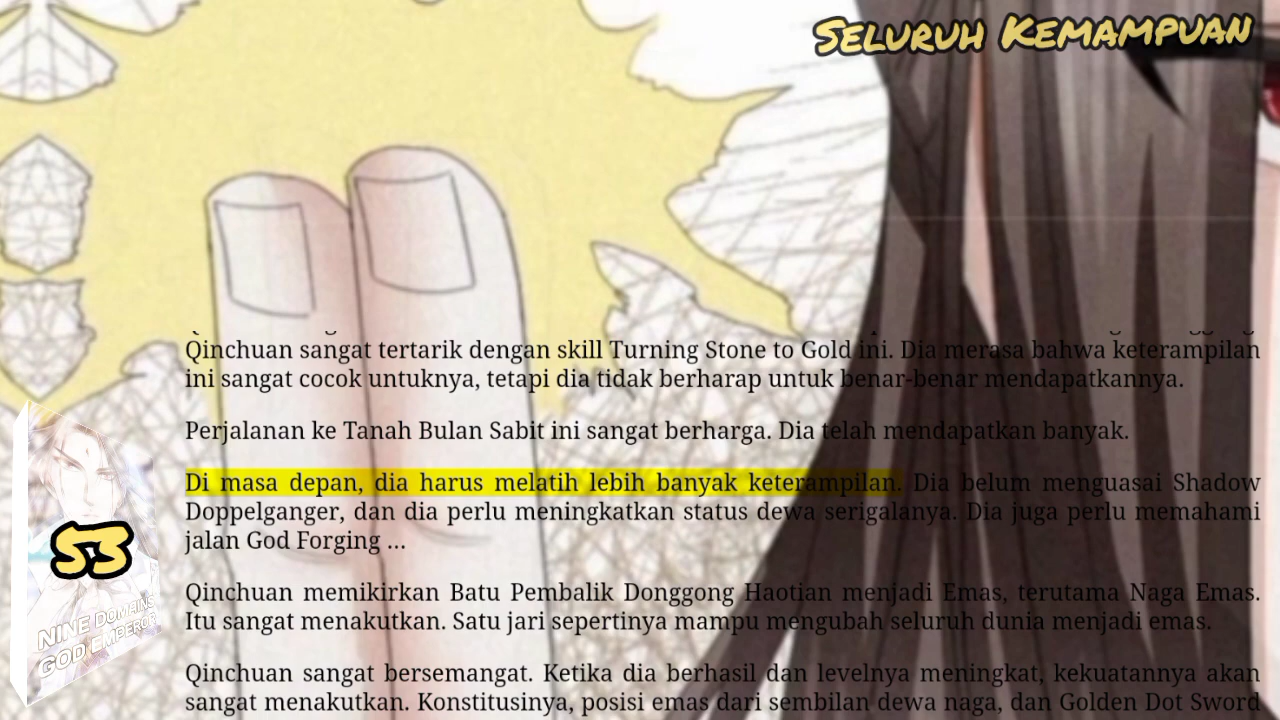 Seluruh Kemampuan
Qinchuan sangat tertarik dengan skill Turning Stone to Gold ini. Dia merasa bahwa keterampilan
ini sangat cocok untuknya, tetapi dia tidak berharap untuk benar-benar mendapatkannya.
Perjalanan ke Tanah Bulan Sabit ini sangat berharga. Dia telah mendapatkan banyak.
Di masa depan, dia harus melatih lebih banyak keterampilan. Dia belum menguasai Shadow
Doppelganger, dan dia perlu meningkatkan status dewa serigalanya. Dia juga perlu memahami
jalan God Forging ...
Qinchuan memikirkan Batu Pembalik Donggong Haotian menjadi Emas, terutama Naga Emas.
Itu sangat menakutkan. Satu jari sepertinya mampu mengubah seluruh dunia menjadi emas.
Qinchuan sangat bersemangat. Ketika dia berhasil dan levelnya meningkat, kekuatannya akan
sangat menakutkan. Konstitusinya, posisi emas dari sembilan dewa naga, dan Golden Dot Sword
53
NINE DOMAINS
GOD EMPEROR